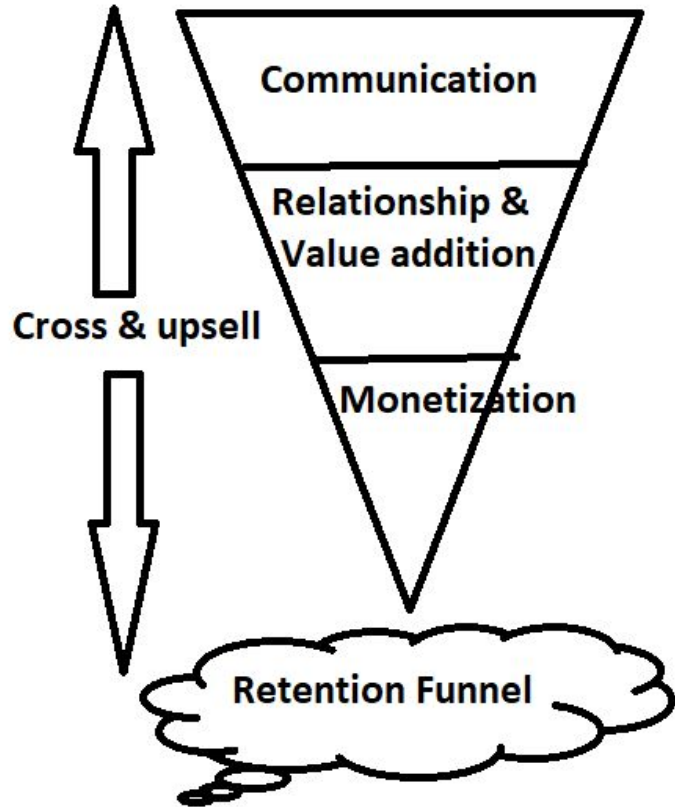 Communication
Relationship &
Value addition
Cross & upsell
Monetization
Retention Funnel